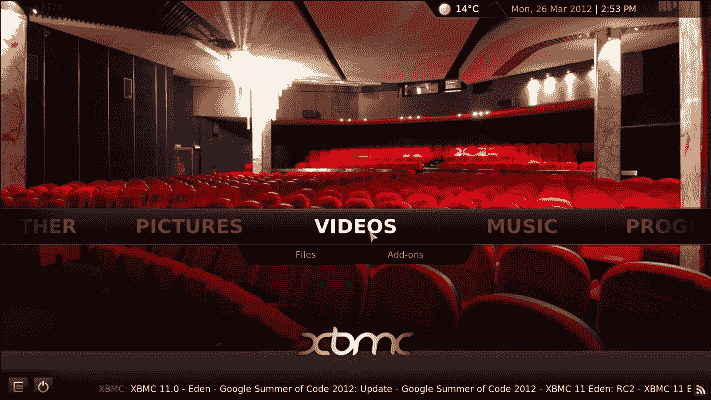 14°C
Mon, 26 Mar 2012 | 2:53 PM
THER PICTURES VIDEOS MUSIC PROG
Files Add-ons
xbmc
XBMC: XBMC 11.0 - Eden - Google Summer of Code 2012: Update - Google Summer of Code 2012 - XBMC 11 Eden: RC2 - XBMC 11 E